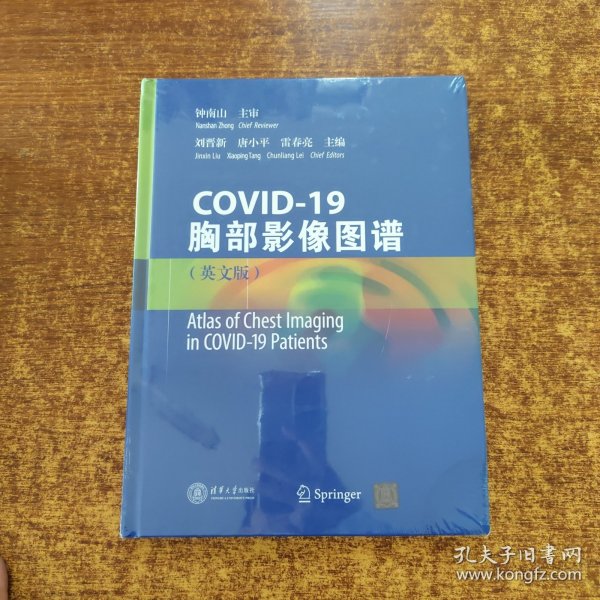 钟南山 主审
Nanshan Zhong Chief Reviewer
刘晋新 唐小平 雷春亮 主编
Jinxin Liu Xiaoping Tang Chunliang Lei Chief Editors
COVID-19
胸部影像图谱
（英文版）
Atlas of Chest Imaging
in COVID-19 Patients
清华大学出版社
TSINGHUA UNIVERSITY PRESS
Springer
孔夫子旧书网
www.kongfz.com